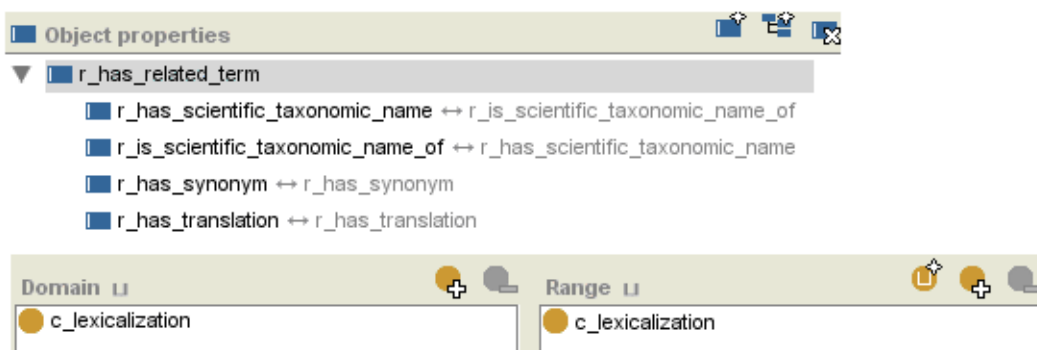 Object properties
r_has_related_term
r_has_scientific_taxonomic_name ↔ r_is_scientific_taxonomic_name_of
r_is_scientific_taxonomic_name_of ↔ r_has_scientific_taxonomic_name
r_has_synonym ↔ r_has_synonym
r_has_translation ↔ r_has_translation
Domain ⊔ Range ⊔
c_lexicalization c_lexicalization